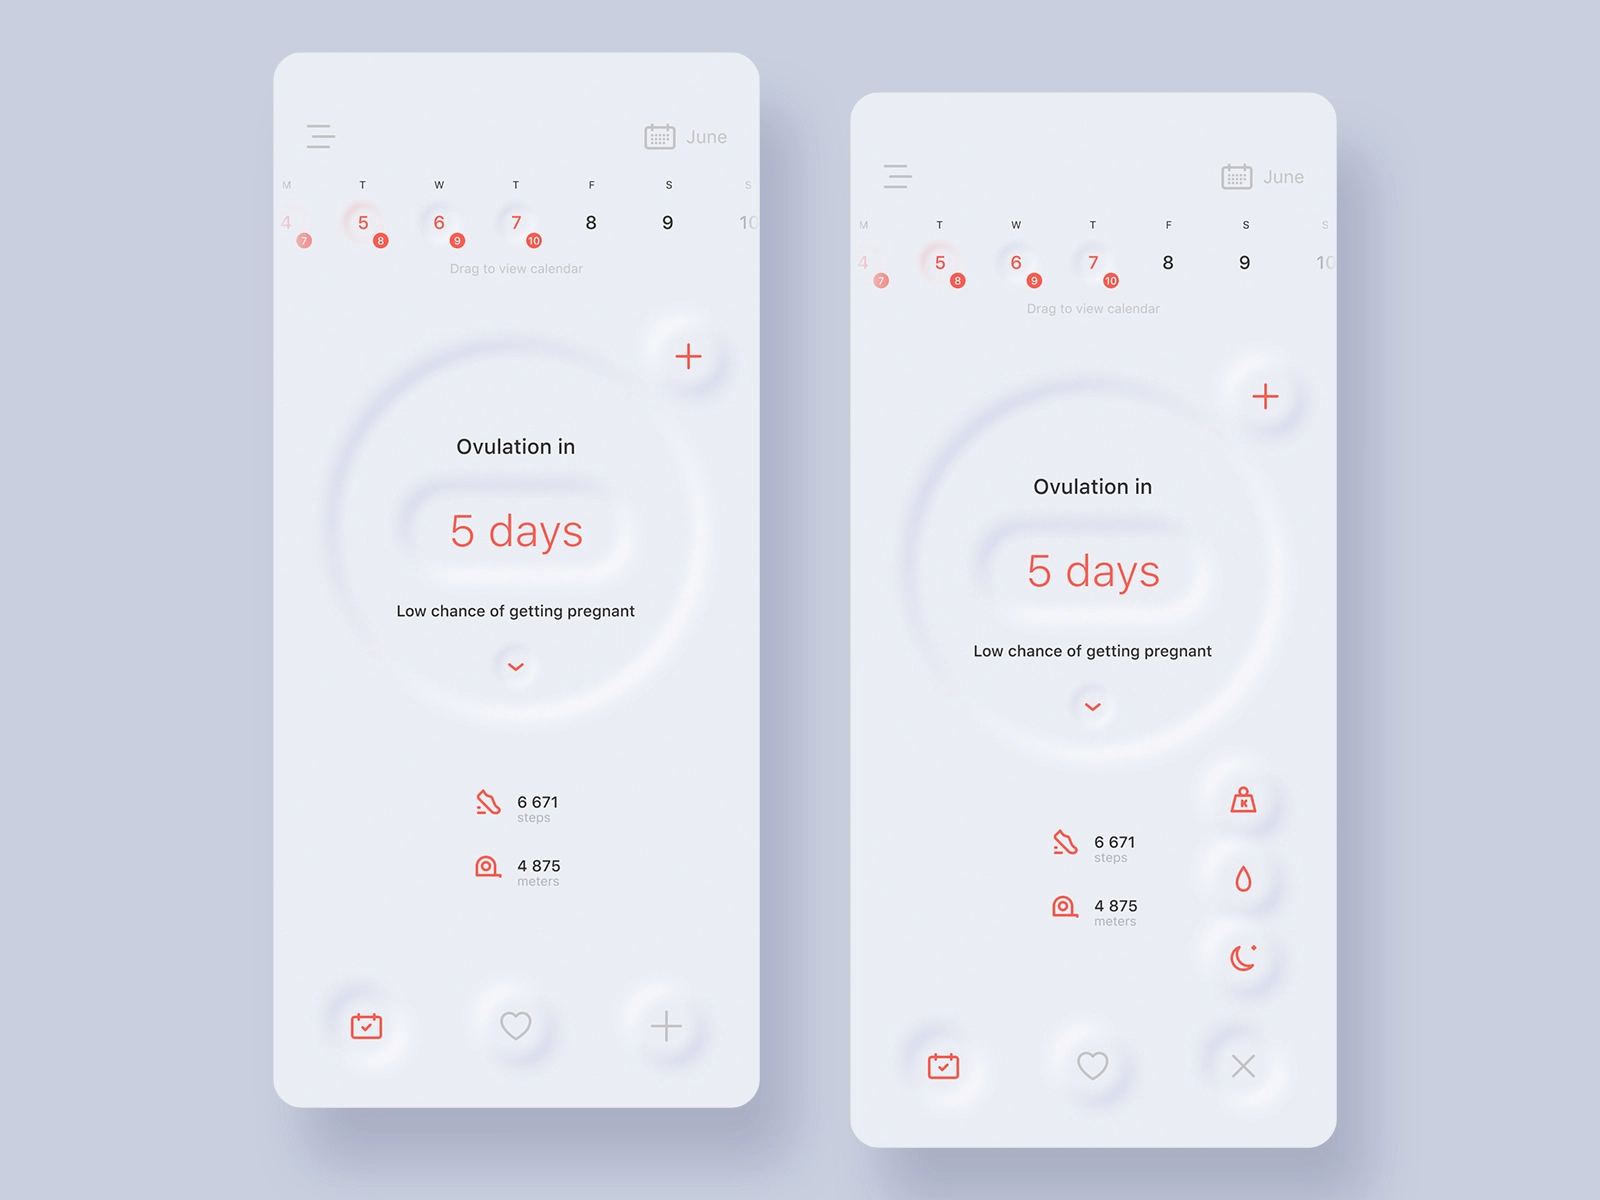 June
M T W T F S S
4 5 6 7 8 9 10
7 8 9 10
Drag to view calendar
Ovulation in
5 days
Low chance of getting pregnant
6 671
steps
4 875
meters
June
M T W T F S S
4 5 6 7 8 9 10
7 8 9 10
Drag to view calendar
Ovulation in
5 days
Low chance of getting pregnant
K
6 671
steps
4 875
meters